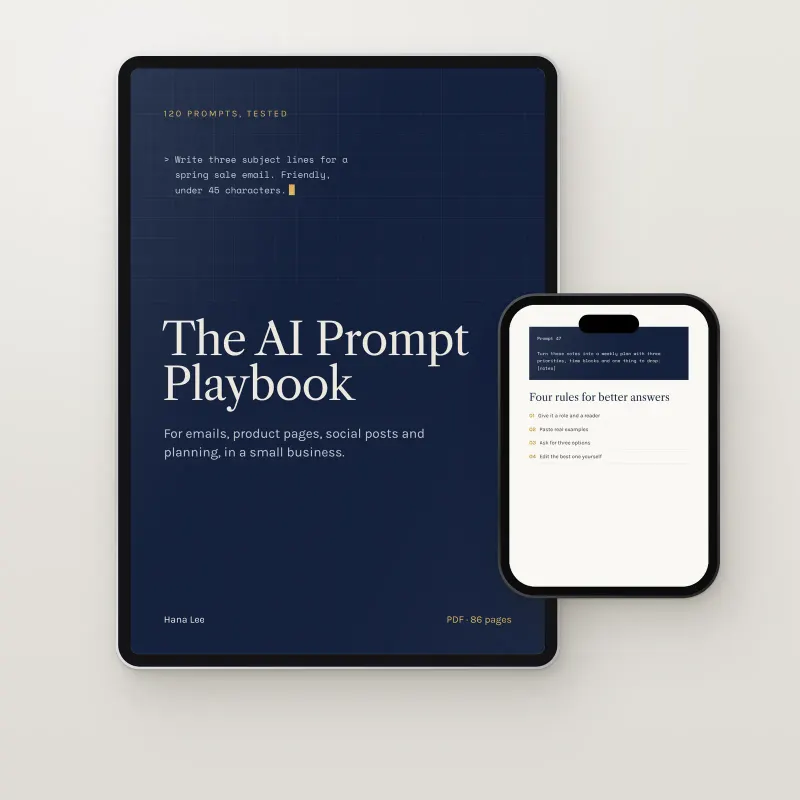 120 PROMPTS, TESTED
> Write three subject lines for a
spring sale email. Friendly,
under 45 characters.
The AI Prompt
Playbook
For emails, product pages, social posts and
planning, in a small business.
Hana Lee
PDF · 86 pages
Prompt 37
Turn these notes into a weekly plan with three
priorities, time blocks and one thing to drop:
[notes]
Four rules for better answers
01 Give it a role and a reader
02 Paste real examples
03 Ask for three options
04 Edit the best one yourself